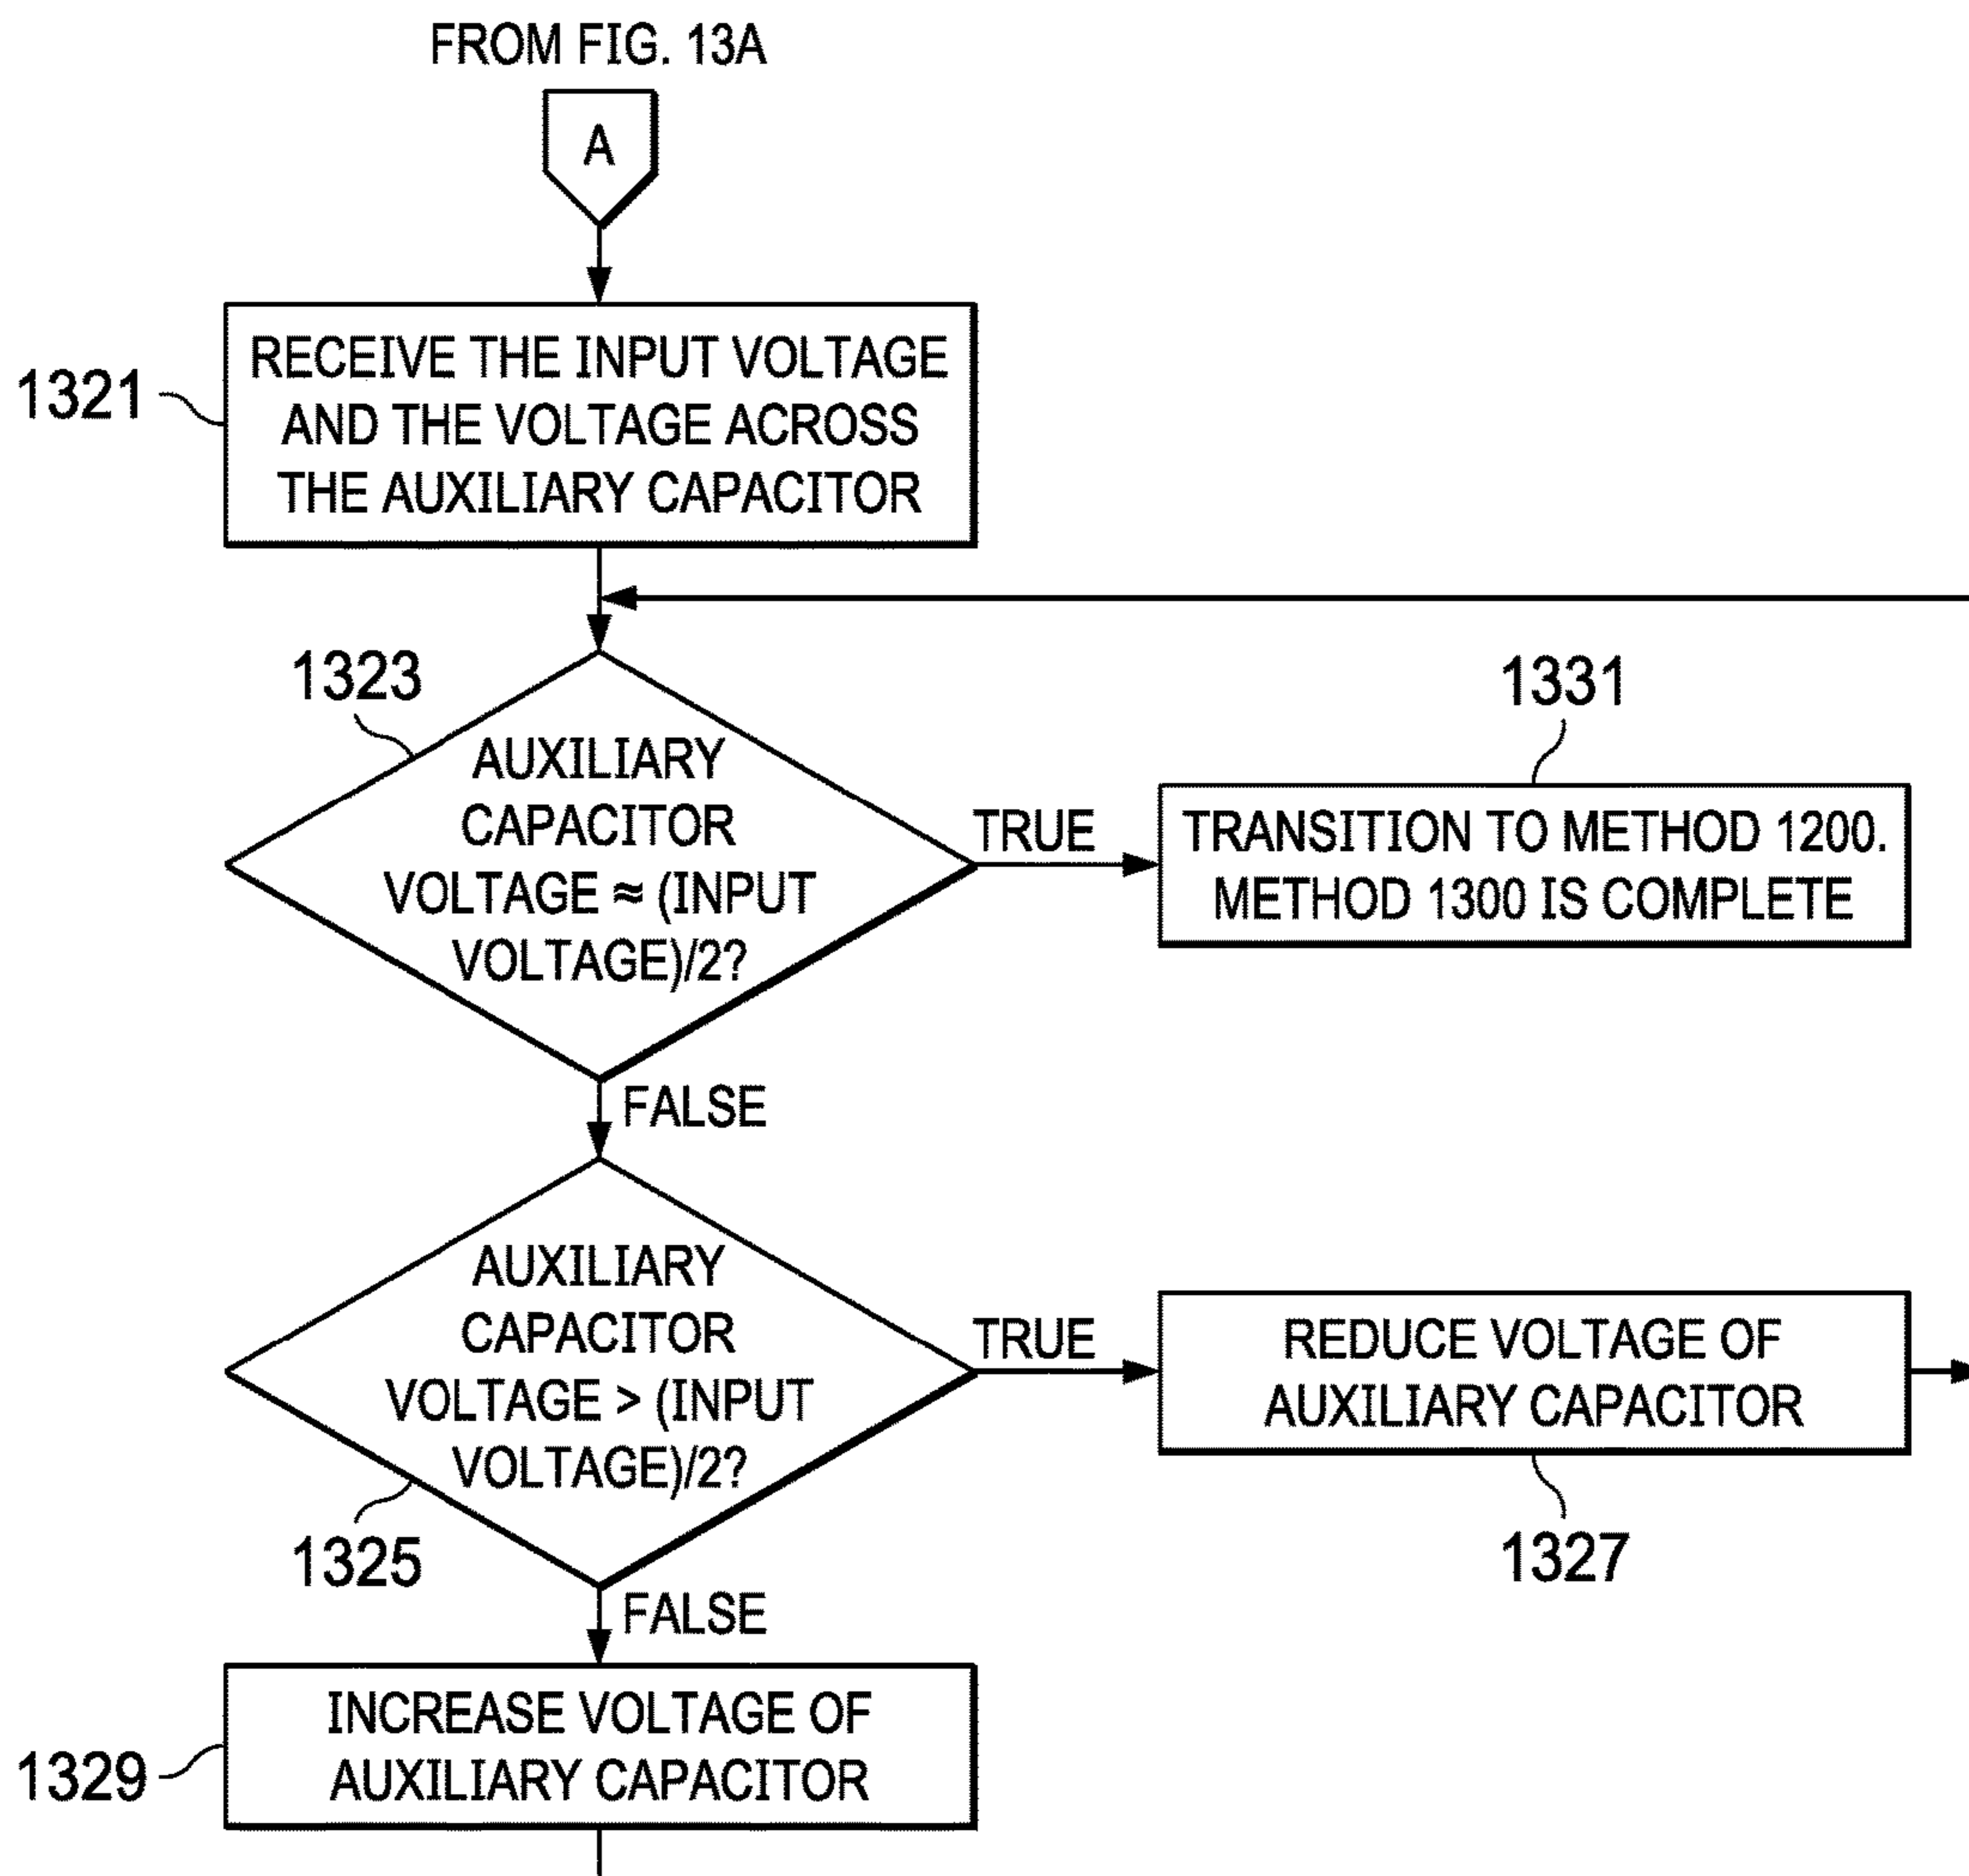 FROM FIG. 13A
A
1321
RECEIVE THE INPUT VOLTAGE
AND THE VOLTAGE ACROSS
THE AUXILIARY CAPACITOR
1323
AUXILIARY
CAPACITOR
VOLTAGE ≈ (INPUT
VOLTAGE)/2?
TRUE
1331
TRANSITION TO METHOD 1200.
METHOD 1300 IS COMPLETE
FALSE
AUXILIARY
CAPACITOR
VOLTAGE > (INPUT
VOLTAGE)/2?
1325
TRUE
REDUCE VOLTAGE OF
AUXILIARY CAPACITOR
1327
FALSE
1329
INCREASE VOLTAGE OF
AUXILIARY CAPACITOR